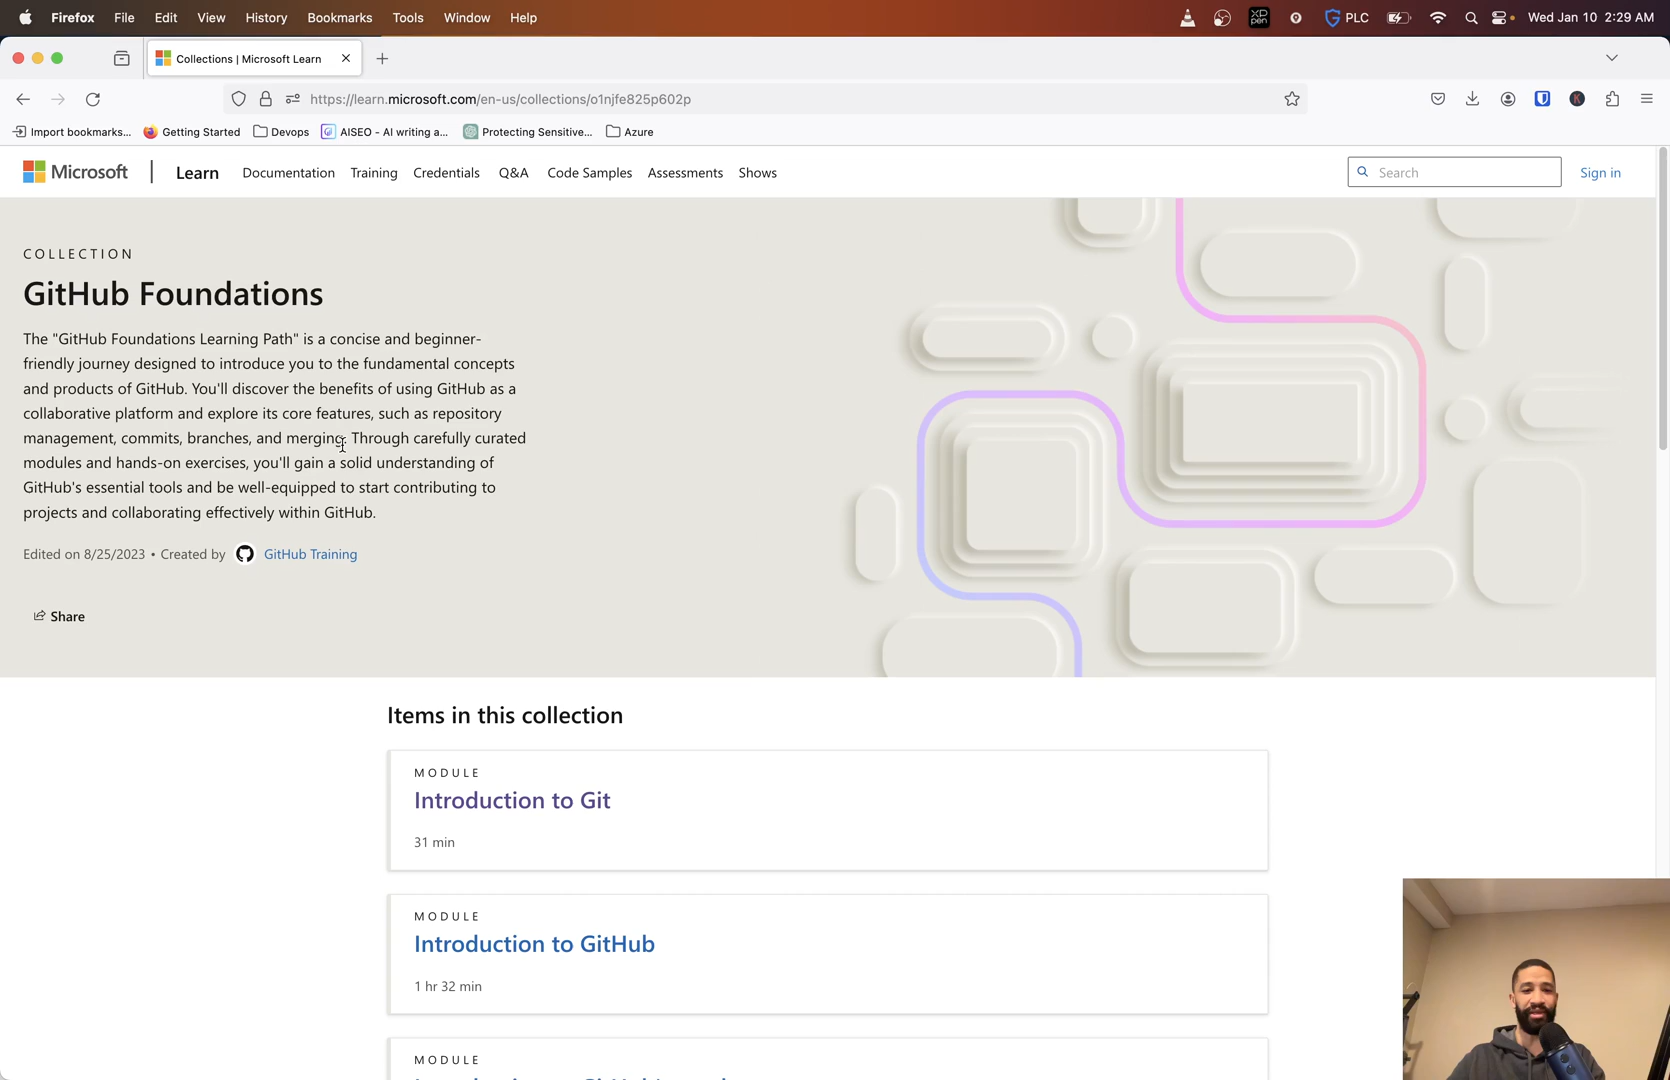 Firefox File Edit View History Bookmarks Tools Window Help PLC Wed Jan 10 2:29 AM
Collections | Microsoft Learn
https://learn.microsoft.com/en-us/collections/o1njfe825p602p
Import bookmarks... Getting Started Devops AISEO - AI writing a... Protecting Sensitive... Azure
Microsoft Learn Documentation Training Credentials Q&A Code Samples Assessments Shows Search Sign in
COLLECTION
GitHub Foundations
The "GitHub Foundations Learning Path" is a concise and beginner-
friendly journey designed to introduce you to the fundamental concepts
and products of GitHub. You'll discover the benefits of using GitHub as a
collaborative platform and explore its core features, such as repository
management, commits, branches, and merging. Through carefully curated
modules and hands-on exercises, you'll gain a solid understanding of
GitHub's essential tools and be well-equipped to start contributing to
projects and collaborating effectively within GitHub.
Edited on 8/25/2023 • Created by GitHub Training
Share
Items in this collection
MODULE
Introduction to Git
31 min
MODULE
Introduction to GitHub
1 hr 32 min
MODULE